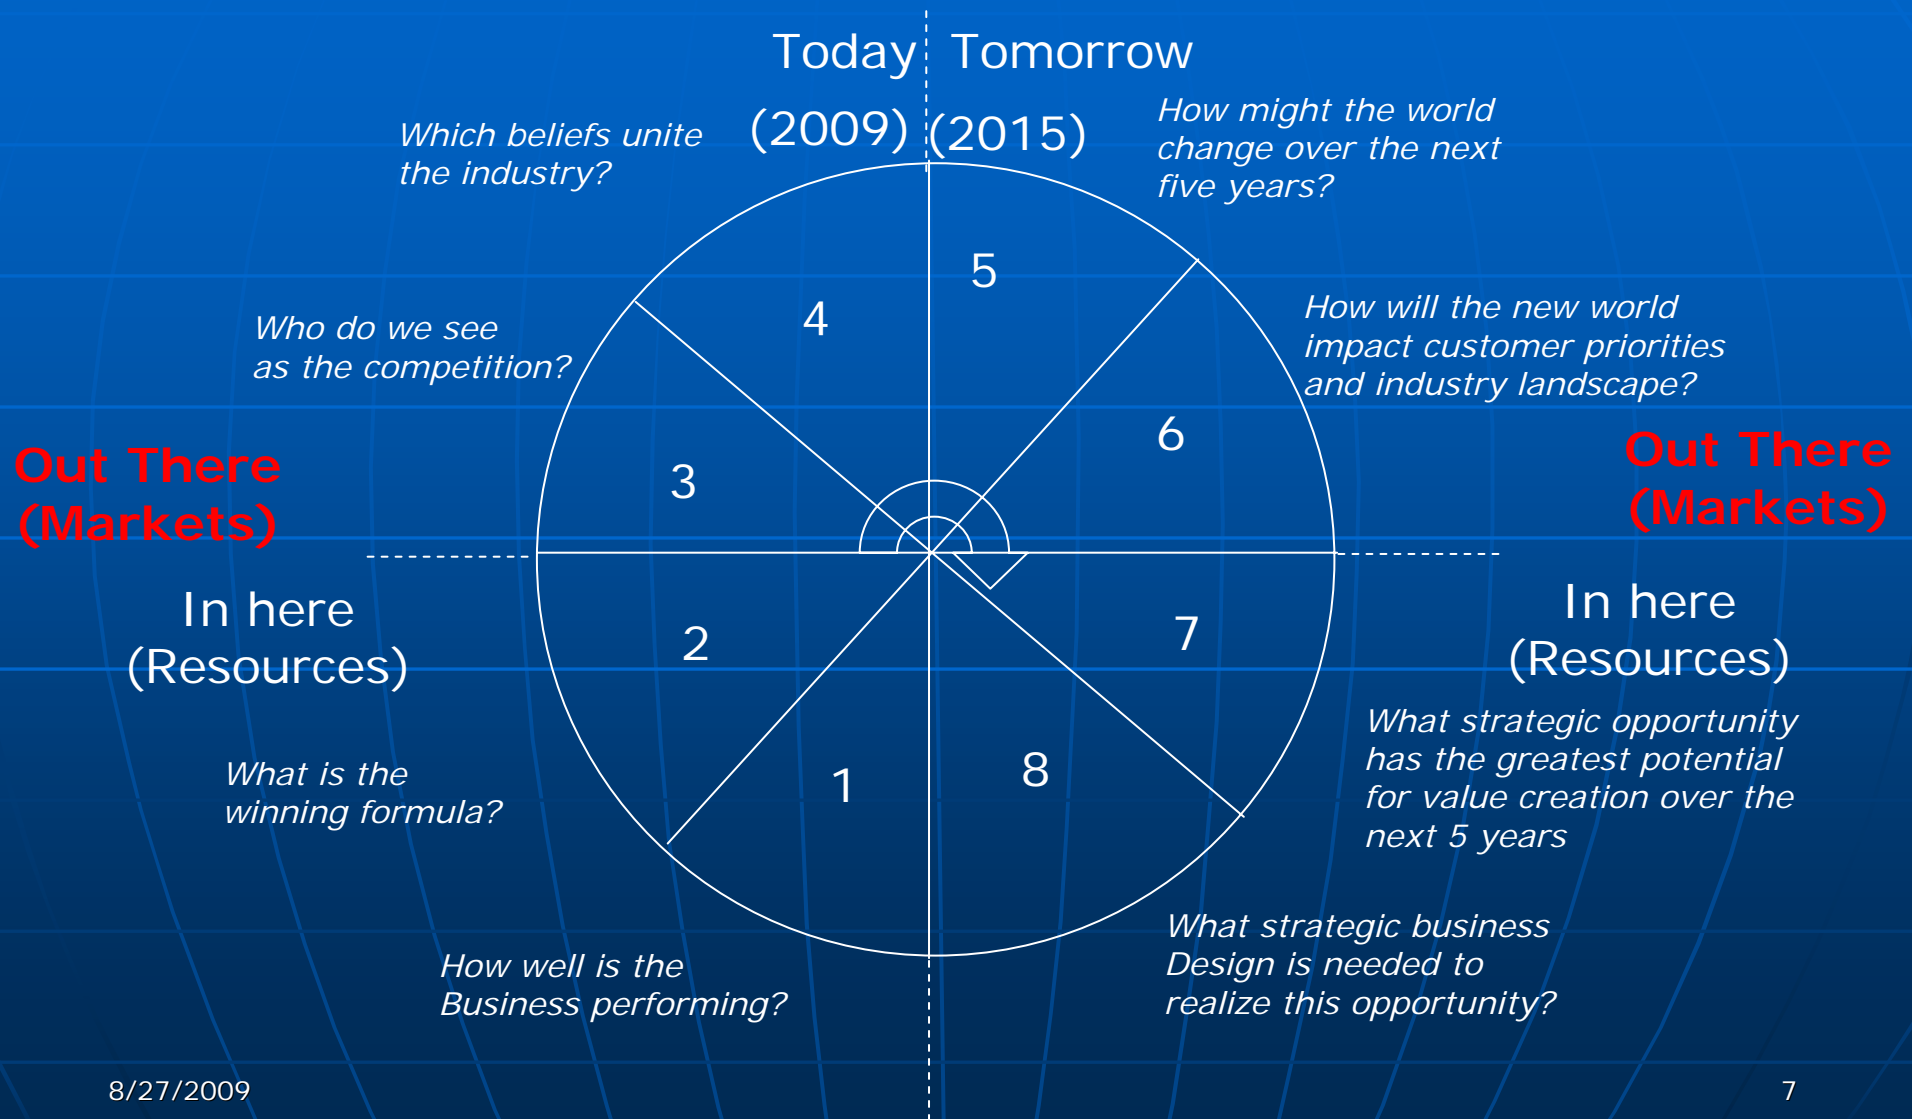 Today Tomorrow
(2009) (2015)
Which beliefs unite
the industry?
How might the world
change over the next
five years?
5
4
Who do we see
as the competition?
How will the new world
impact customer priorities
and industry landscape?
6
3
Out There
(Markets)
Out There
(Markets)
In here
(Resources)
In here
(Resources)
2
7
What strategic opportunity
has the greatest potential
for value creation over the
next 5 years
What is the
winning formula?
1
8
How well is the
Business performing?
What strategic business
Design is needed to
realize this opportunity?
8/27/2009
7